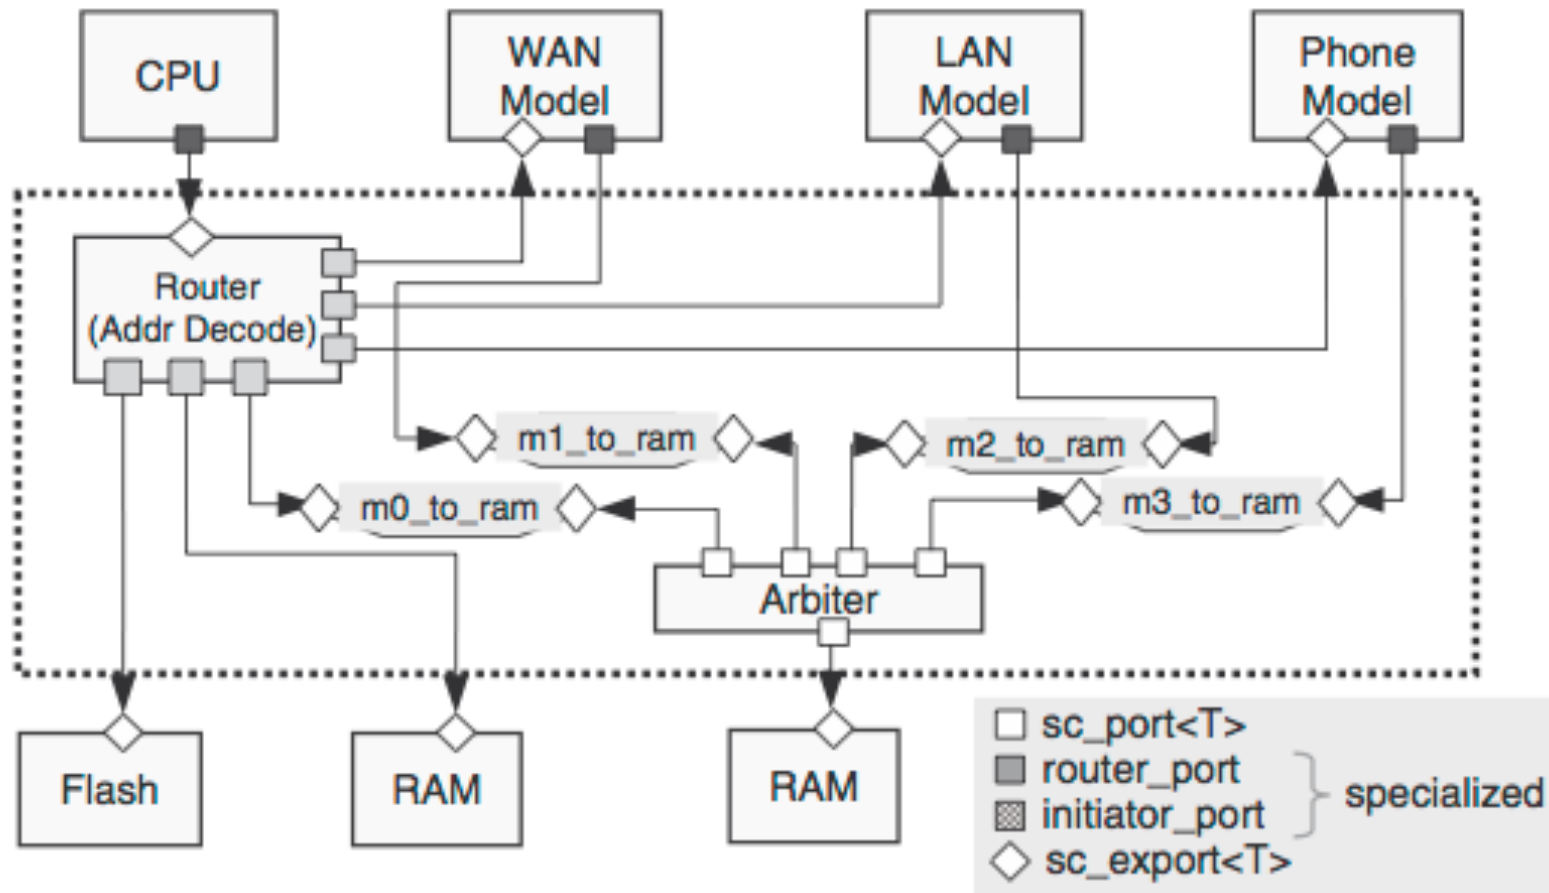 CPU
WAN
Model
LAN
Model
Phone
Model
Router
(Addr Decode)
m1_to_ram
m2_to_ram
m0_to_ram
m3_to_ram
Arbiter
Flash
RAM
RAM
sc_port<T>
router_port
initiator_port
specialized
sc_export<T>